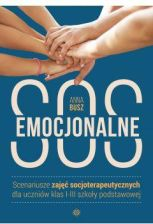 ANNA
BUSZ
SOS
EMOCJONALNE
Scenariusze zajęć socjoterapeutycznych
dla uczniów klas I-III szkoły podstawowej